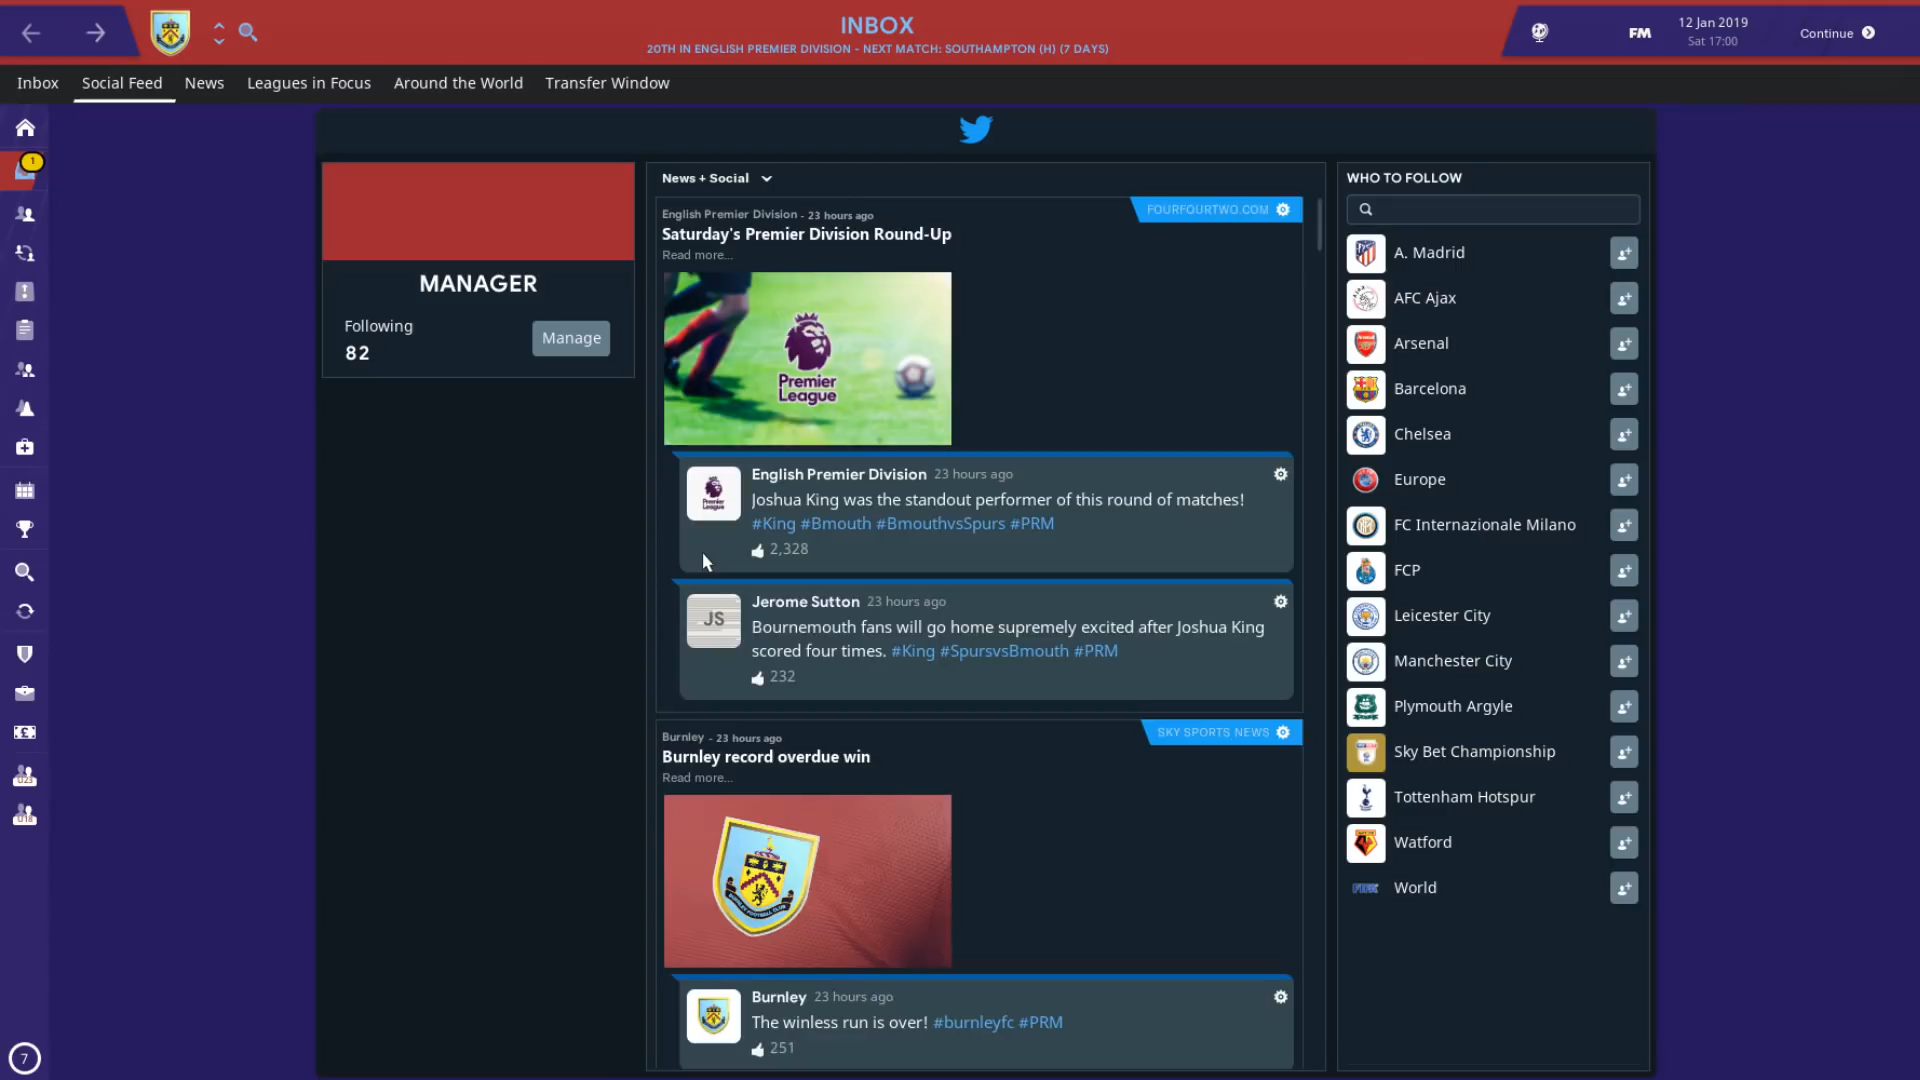 INBOX
20TH IN ENGLISH PREMIER DIVISION - NEXT MATCH: SOUTHAMPTON (H) (7 DAYS)
FM
12 Jan 2019
Sat 17:00
Continue
Inbox
Social Feed
News
Leagues in Focus
Around the World
Transfer Window
1
U23
U18
7
MANAGER
Following
82
Manage
News + Social
English Premier Division - 23 hours ago
FOURFOURTWO.COM
Saturday's Premier Division Round-Up
Read more...
Premier
League
Premier
League
English Premier Division 23 hours ago
Joshua King was the standout performer of this round of matches!
#King #Bmouth #BmouthvsSpurs #PRM
2,328
JS
Jerome Sutton 23 hours ago
Bournemouth fans will go home supremely excited after Joshua King
scored four times. #King #SpursvsBmouth #PRM
232
Burnley - 23 hours ago
SKY SPORTS NEWS
Burnley record overdue win
Read more...
BURNLEY FOOTBALL CLUB
Burnley 23 hours ago
The winless run is over! #burnleyfc #PRM
251
WHO TO FOLLOW
A. Madrid
AFC Ajax
Arsenal
Barcelona
Chelsea
Europe
FC Internazionale Milano
FCP
Leicester City
Manchester City
Plymouth Argyle
Sky Bet Championship
Tottenham Hotspur
Watford
FIFA
World